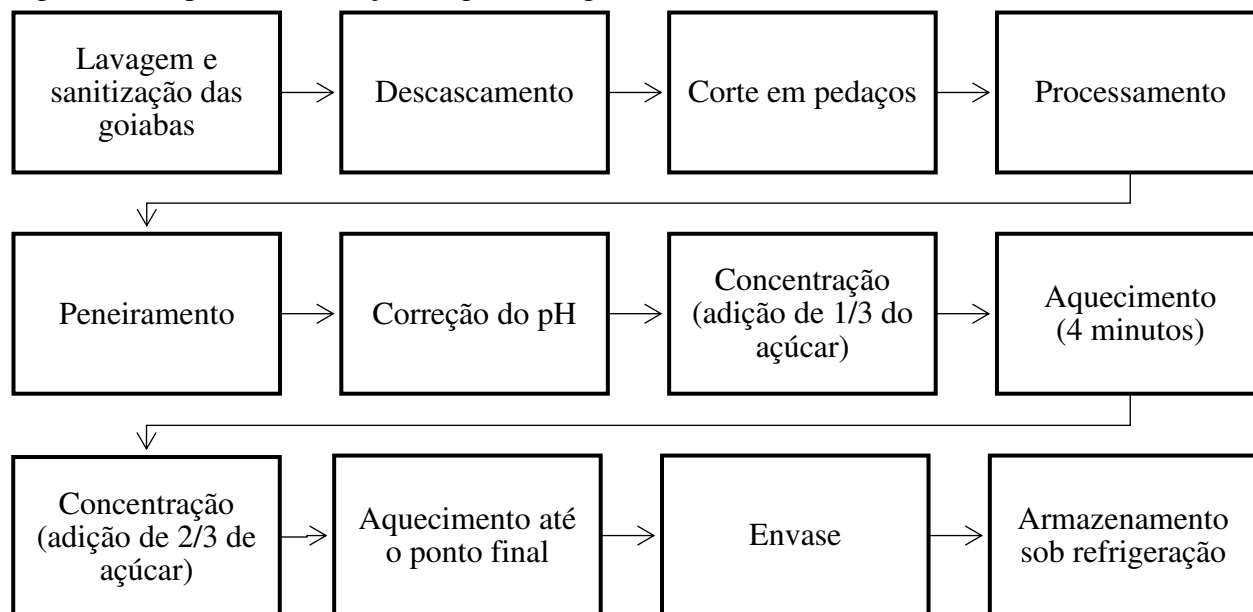 Lavagem e
sanitização das
goiabas
Descascamento
Corte em pedaços
Processamento
Peneiramento
Correção do pH
Concentração
(adição de 1/3 do
açúcar)
Aquecimento
(4 minutos)
Concentração
(adição de 2/3 de
açúcar)
Aquecimento até
o ponto final
Envase
Armazenamento
sob refrigeração